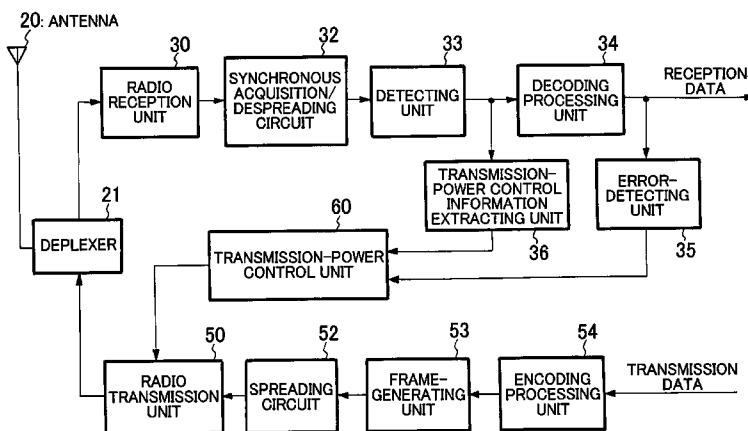 20: ANTENNA
30
RADIO
RECEPTION
UNIT
32
SYNCHRONOUS
ACQUISITION/
DESPREADING
CIRCUIT
33
DETECTING
UNIT
34
DECODING
PROCESSING
UNIT
RECEPTION
DATA
TRANSMISSION-
POWER CONTROL
INFORMATION
EXTRACTING UNIT
36
ERROR-
DETECTING
UNIT
35
21
DEPLEXER
60
TRANSMISSION-POWER
CONTROL UNIT
50
RADIO
TRANSMISSION
UNIT
52
SPREADING
CIRCUIT
53
FRAME-
GENERATING
UNIT
54
ENCODING
PROCESSING
UNIT
TRANSMISSION
DATA